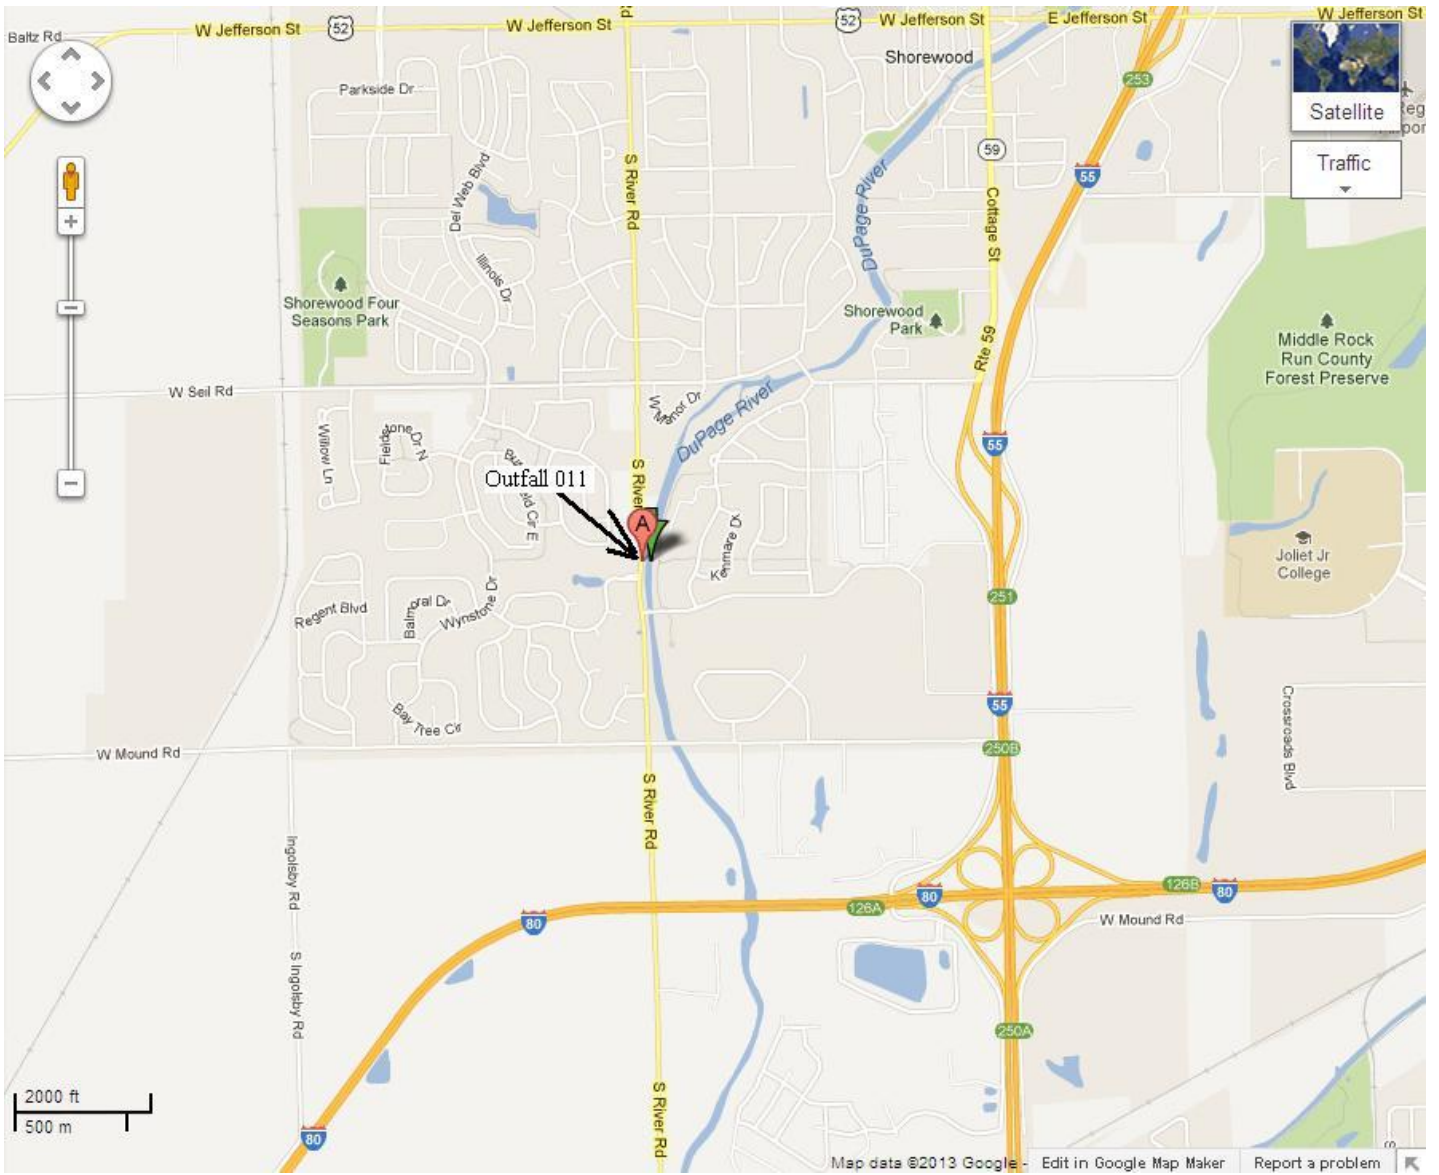 W Jefferson St
Baltz Rd
W Jefferson St
52
W Jefferson St
52
W Jefferson St
E Jefferson St
Shorewood
253
Satellite
Parkside Dr
Traffic
59
55
S River Rd
Del Web Blvd
DuPage River
Cottage St
Illinois Dr
Shorewood Four
Seasons Park
Shorewood
Park
Rte 59
Middle Rock
Run County
Forest Preserve
W Seil Rd
W Manor Dr
DuPage River
Willow Ln
Fieldstone Dr N
55
S River
Outfall 011
A
Kenmare Dr
Joliet Jr
College
251
Regent Blvd
Balmoral Dr
Wynstone Dr
55
Bay Tree Cir
Crossroads Blvd
W Mound Rd
250B
S River Rd
Ingolsby Rd
126B
80
80
126A
80
W Mound Rd
S Ingolsby Rd
250A
2000 ft
500 m
S River Rd
80
Map data ©2013 Google -
Edit in Google Map Maker
Report a problem